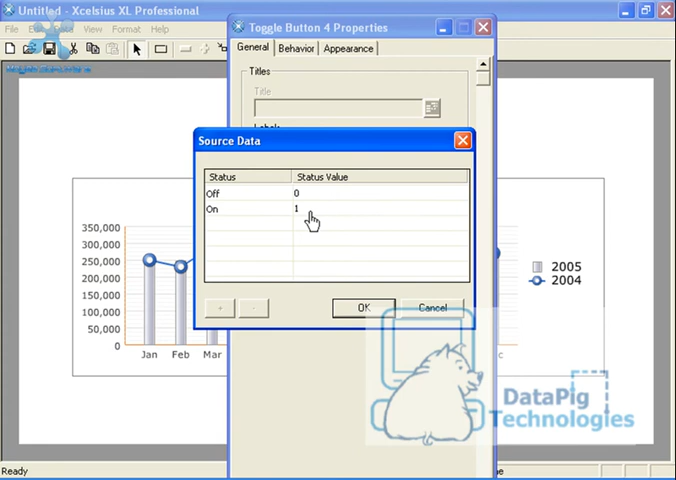 Untitled - Xcelsius XL Professional
Toggle Button 4 Properties
File
View
Format
Help
General
Behavior
Appearance
Titles
Title
Labels
Source Data
Status
Status Value
Off
0
On
1
OK
Cancel
350,000
300,000
250,000
200,000
150,000
100,000
50,000
0
Jan
Feb
Mar
2005
2004
DataPig
Technologies
Ready